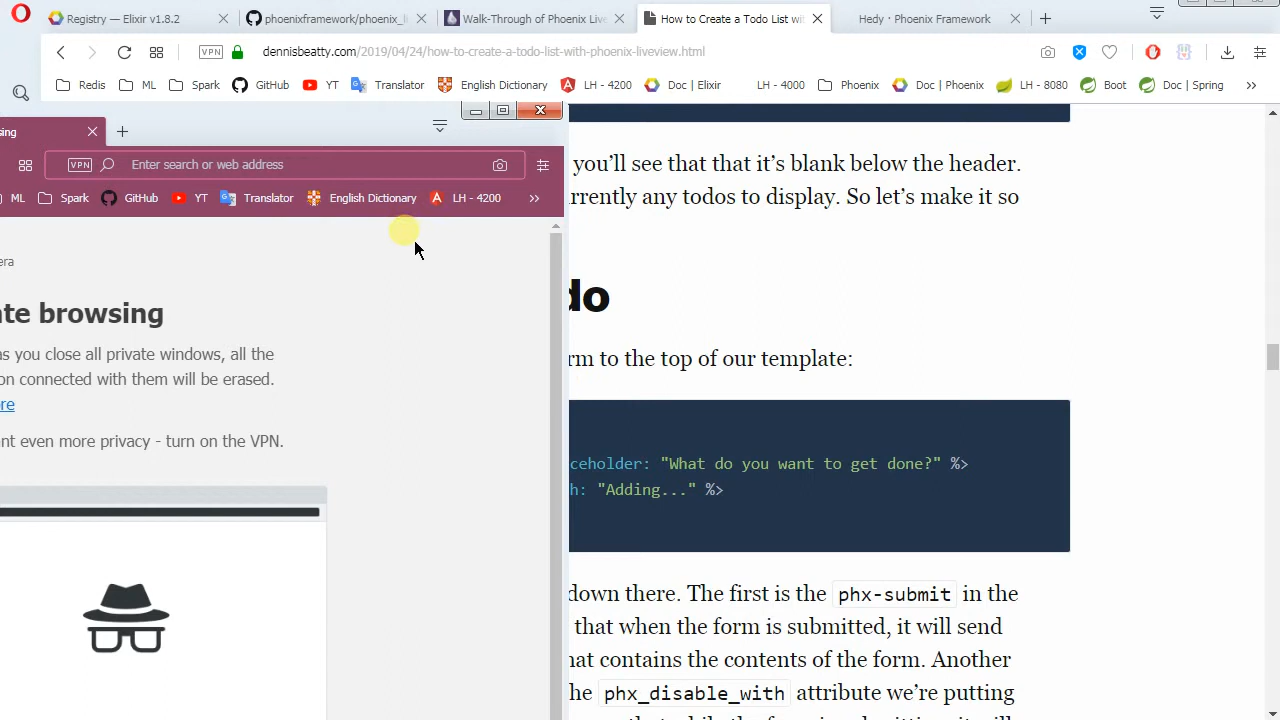 Registry — Elixir v1.8.2
phoenixframework/phoenix_l
Walk-Through of Phoenix Liv
How to Create a Todo List wi
Hedy · Phoenix Framework
VPN
dennisbeatty.com/2019/04/24/how-to-create-a-todo-list-with-phoenix-liveview.html
Redis
ML
Spark
GitHub
YT
Translator
English Dictionary
LH - 4200
Doc | Elixir
LH - 4000
Phoenix
Doc | Phoenix
LH - 8080
Boot
Doc | Spring
»
sing
VPN
Enter search or web address
ML
Spark
GitHub
YT
Translator
English Dictionary
LH - 4200
»
era
te browsing
as you close all private windows, all the
on connected with them will be erased.
re
nt even more privacy - turn on the VPN.
you’ll see that that it’s blank below the header.
rrently any todos to display. So let’s make it so
do
rm to the top of our template:
ceholder: "What do you want to get done?" %>
h: "Adding..." %>
down there. The first is the phx-submit in the
that when the form is submitted, it will send
hat contains the contents of the form. Another
he phx_disable_with attribute we’re putting